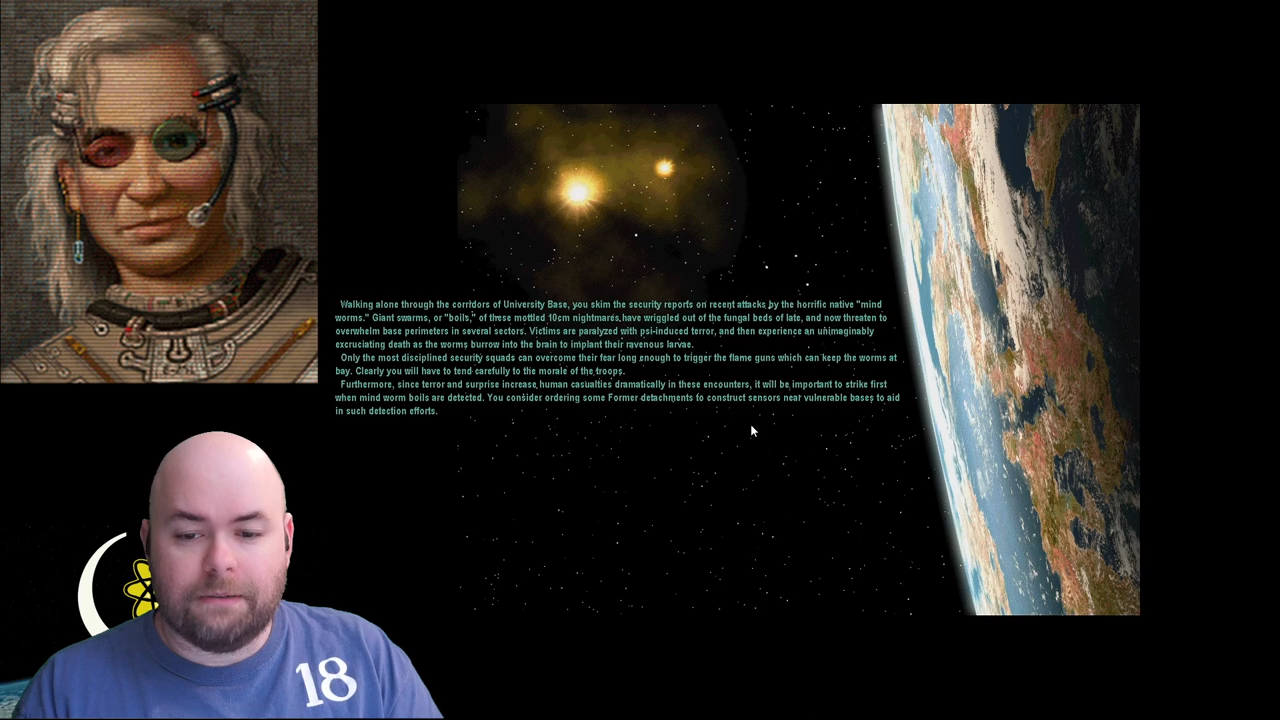 Walking alone through the corridors of University Base, you skim the security reports on recent attacks by the horrific native "mind
worms." Giant swarms, or "boils," of these mottled 10cm nightmares have wriggled out of the fungal beds of late, and now threaten to
overwhelm base perimeters in several sectors. Victims are paralyzed with psi-induced terror, and then experience an unimaginably
excruciating death as the worms burrow into the brain to implant their ravenous larvae.
Only the most disciplined security squads can overcome their fear long enough to trigger the flame guns which can keep the worms at
bay. Clearly you will have to tend carefully to the morale of the troops.
Furthermore, since terror and surprise increase human casualties dramatically in these encounters, it will be important to strike first
when mind worm boils are detected. You consider ordering some Former detachments to construct sensors near vulnerable bases to aid
in such detection efforts.
18